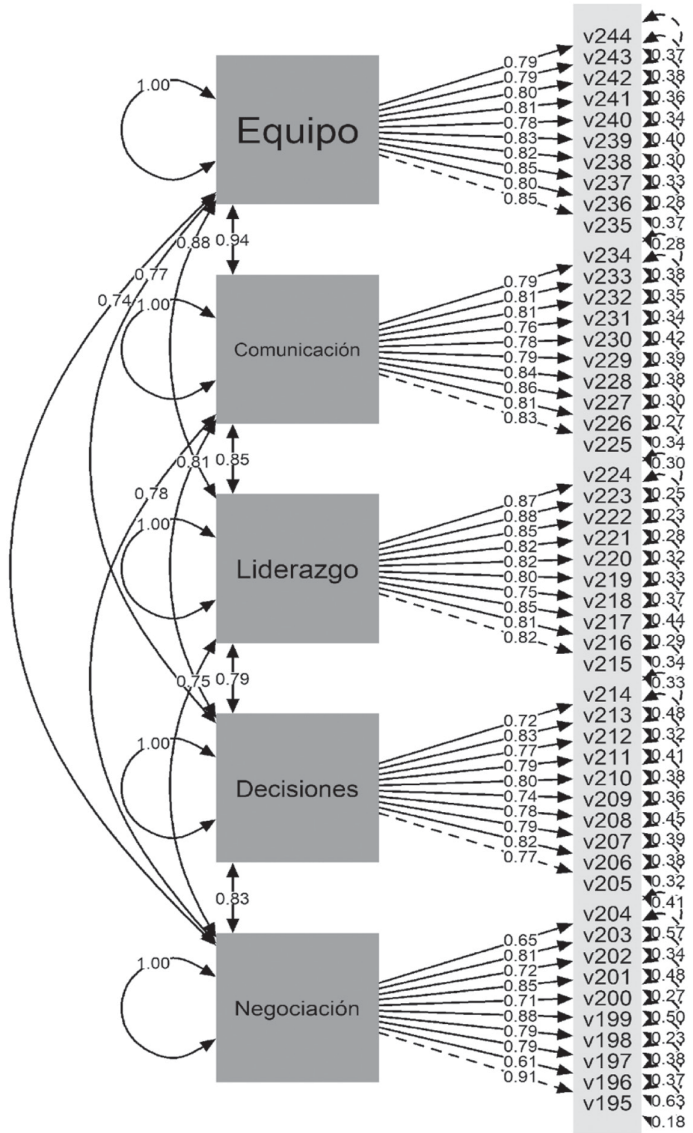 1.00
Equipo
0.88
0.94
0.77
0.74
1.00
Comunicación
0.81
0.85
0.78
1.00
Liderazgo
0.75
0.79
1.00
Decisiones
0.83
1.00
Negociación
0.79
0.79
0.80
0.81
0.78
0.83
0.82
0.85
0.80
0.85
0.79
0.81
0.81
0.76
0.78
0.79
0.84
0.86
0.81
0.83
0.87
0.88
0.85
0.82
0.82
0.80
0.75
0.85
0.81
0.82
0.72
0.83
0.77
0.79
0.80
0.74
0.78
0.79
0.82
0.77
0.65
0.81
0.72
0.85
0.71
0.88
0.79
0.79
0.61
0.91
v244
v243
v242
v241
v240
v239
v238
v237
v236
v235
v234
v233
v232
v231
v230
v229
v228
v227
v226
v225
v224
v223
v222
v221
v220
v219
v218
v217
v216
v215
v214
v213
v212
v211
v210
v209
v208
v207
v206
v205
v204
v203
v202
v201
v200
v199
v198
v197
v196
v195
0.37
0.38
0.36
0.34
0.40
0.30
0.33
0.28
0.37
0.28
0.38
0.35
0.34
0.42
0.39
0.38
0.30
0.27
0.34
0.30
0.25
0.23
0.28
0.32
0.33
0.37
0.44
0.29
0.34
0.33
0.48
0.32
0.41
0.38
0.36
0.45
0.39
0.38
0.32
0.41
0.57
0.34
0.48
0.27
0.50
0.23
0.38
0.37
0.63
0.18